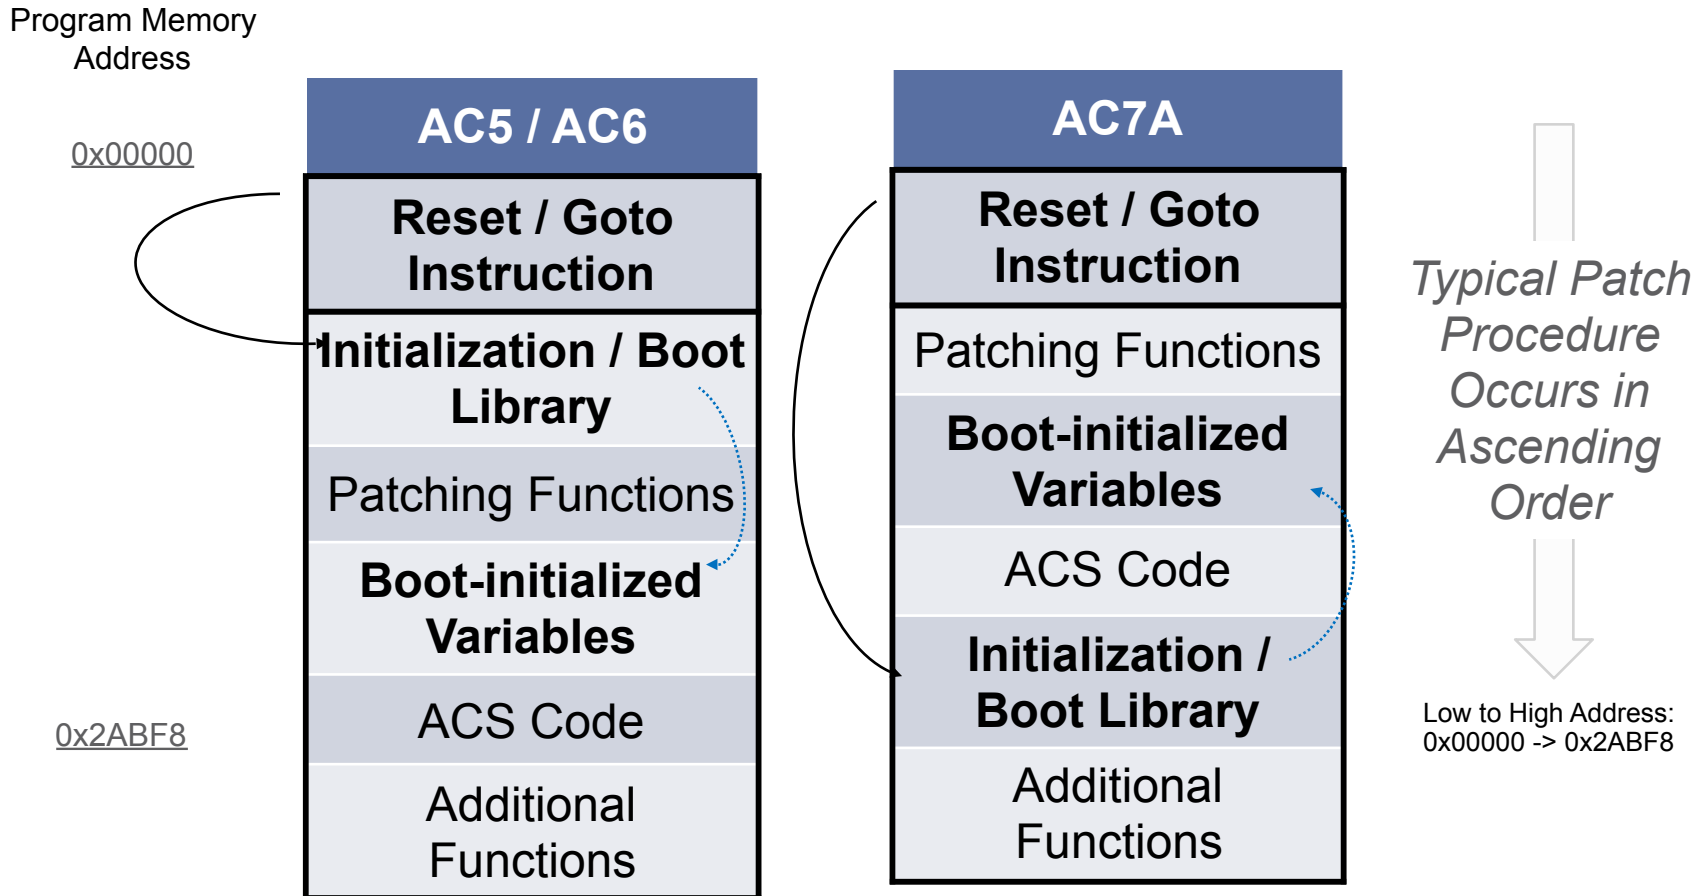 Program Memory
Address
0x00000
0x2ABF8
AC5 / AC6
Reset / Goto
Instruction
Initialization / Boot
Library
Patching Functions
Boot-initialized
Variables
ACS Code
Additional
Functions
AC7A
Reset / Goto
Instruction
Patching Functions
Boot-initialized
Variables
ACS Code
Initialization /
Boot Library
Additional
Functions
Typical Patch
Procedure
Occurs in
Ascending
Order
Low to High Address:
0x00000 -> 0x2ABF8